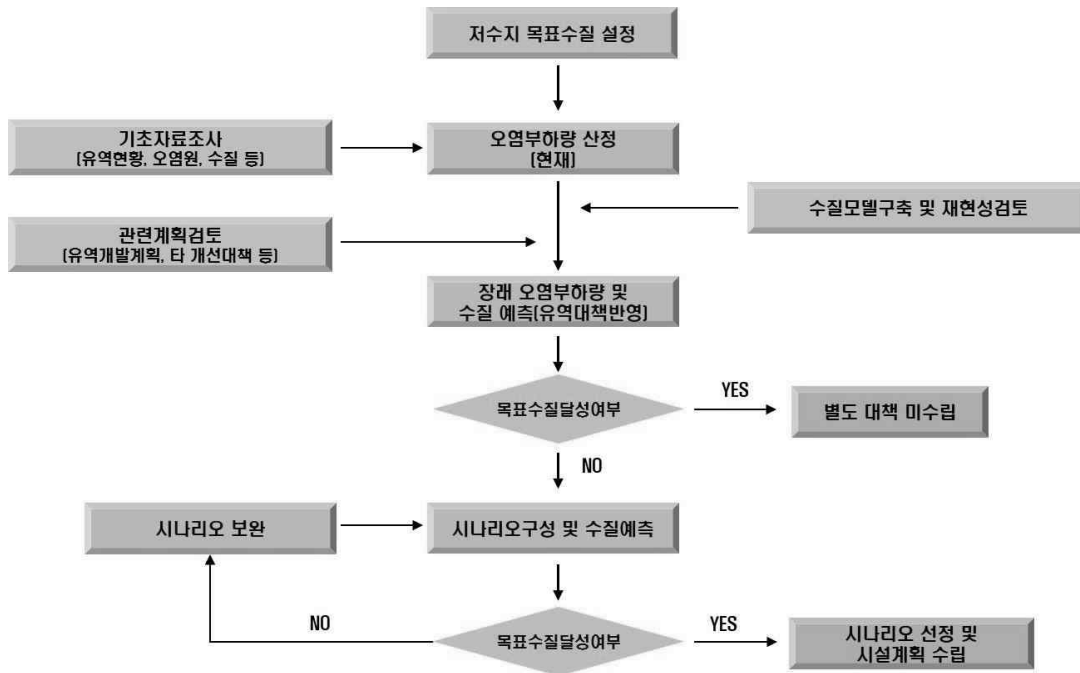 저수지 목표수질 설정
기초자료조사
(유역현황, 오염원, 수질 등)
오염부하량 산정
(현재)
수질모델구축 및 재현성검토
관련계획검토
(유역개발계획, 타 개선대책 등)
장래 오염부하량 및
수질 예측(유역대책반영)
목표수질달성여부
YES
별도 대책 미수립
NO
시나리오 보완
시나리오구성 및 수질예측
NO
목표수질달성여부
YES
시나리오 선정 및
시설계획 수립